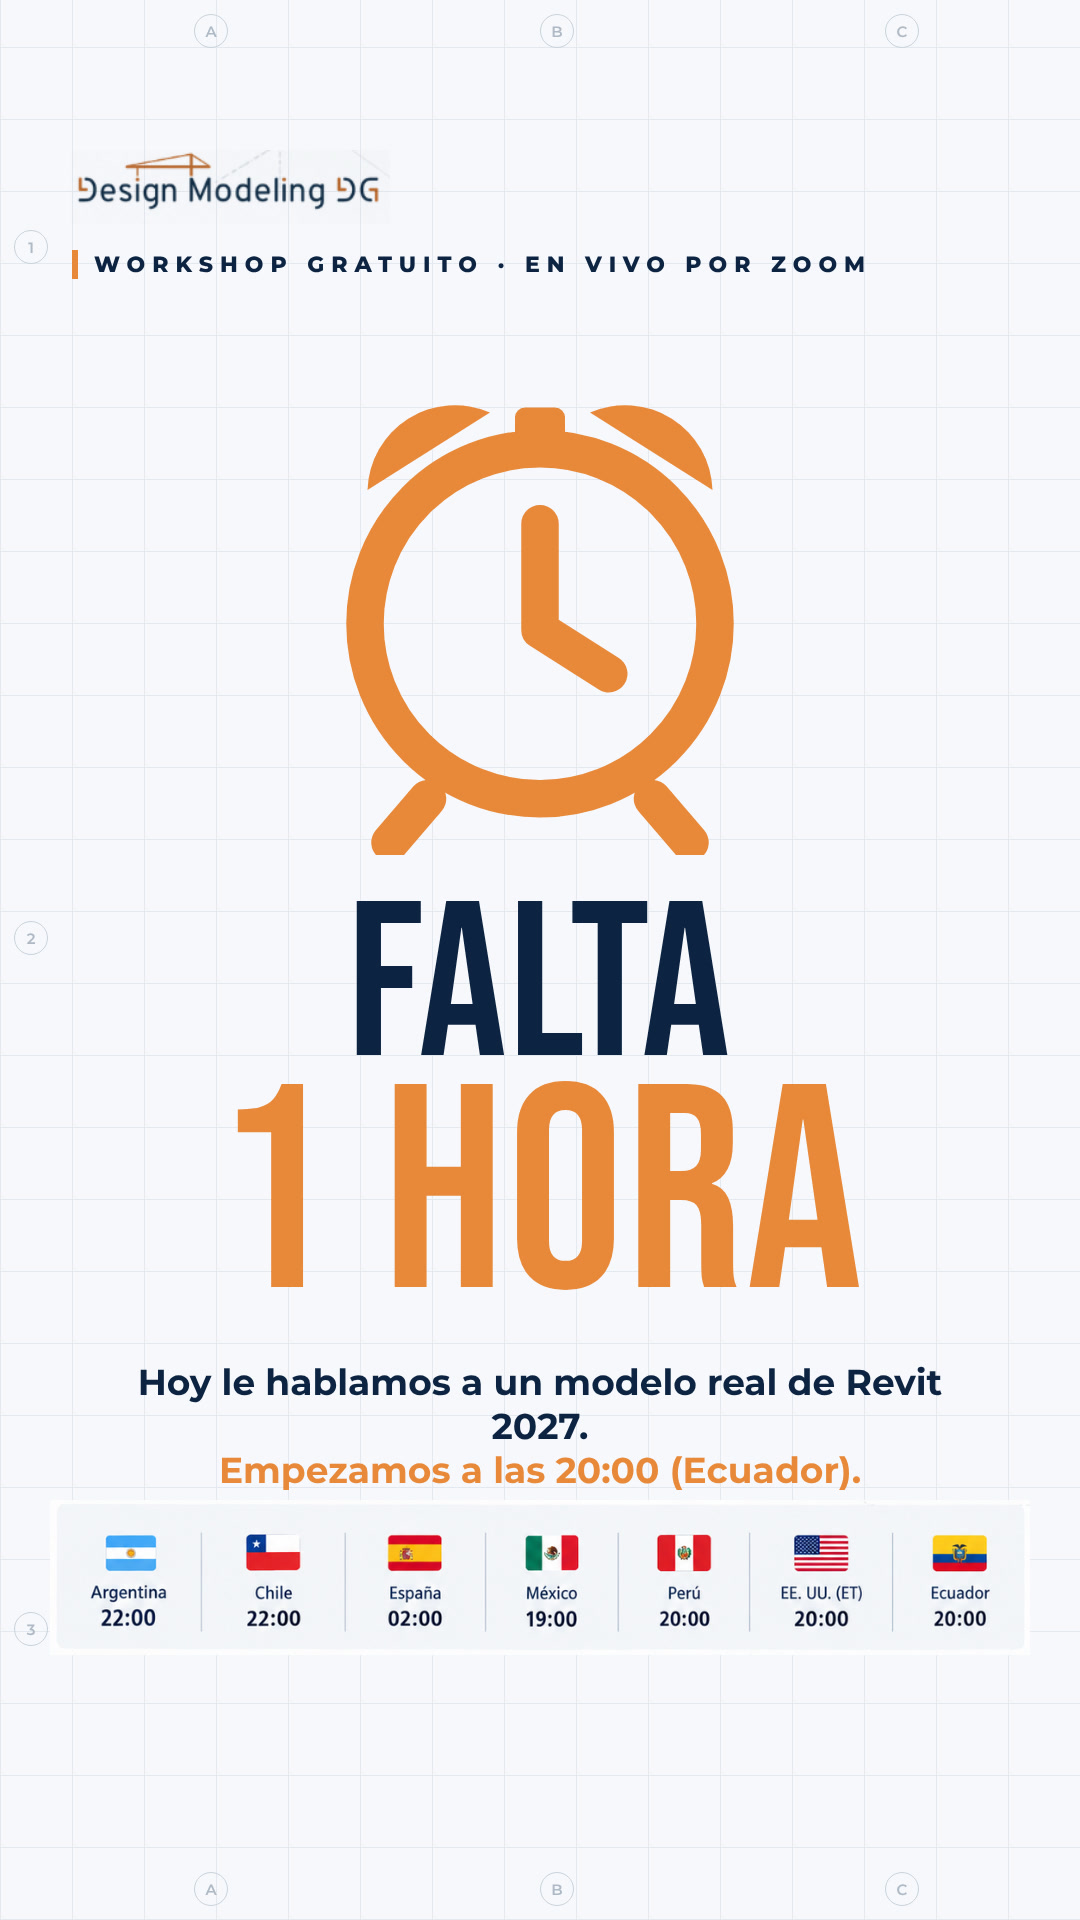 A B C
Design Modeling DG
1
WORKSHOP GRATUITO · EN VIVO POR ZOOM
2
FALTA
1 HORA
Hoy le hablamos a un modelo real de Revit
2027.
Empezamos a las 20:00 (Ecuador).
Argentina Chile España México Perú EE. UU. (ET) Ecuador
22:00 22:00 02:00 19:00 20:00 20:00 20:00
3
A B C